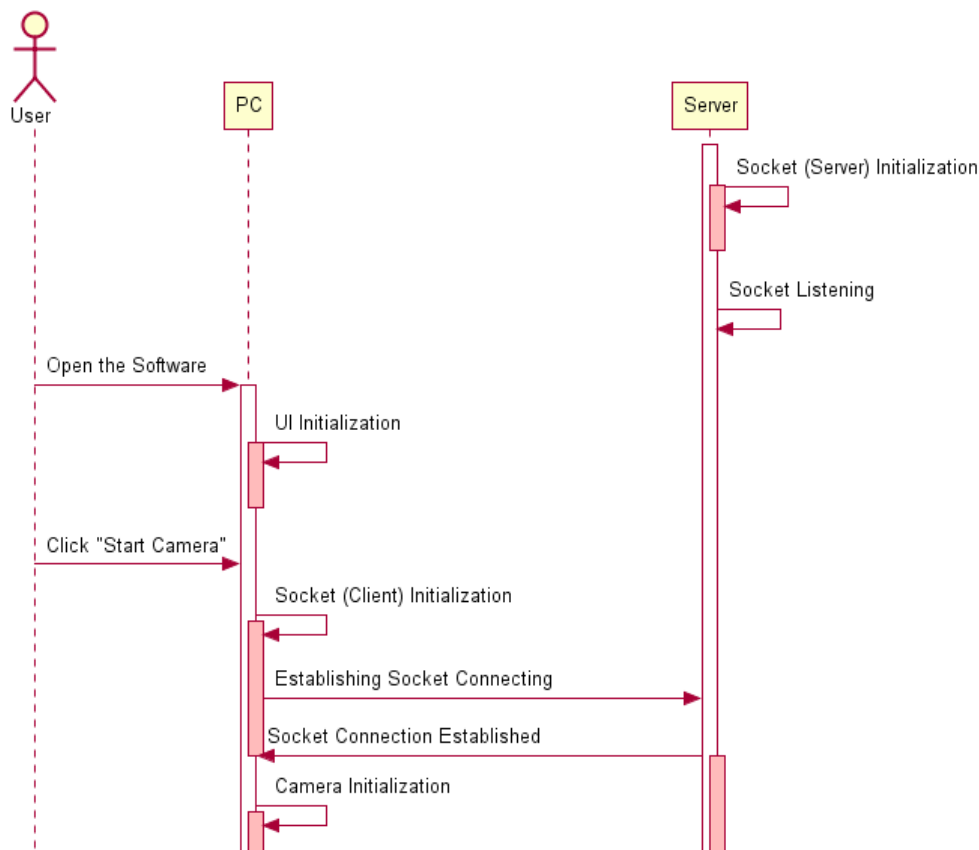 User
PC
Server
Socket (Server) Initialization
Socket Listening
Open the Software
UI Initialization
Click "Start Camera"
Socket (Client) Initialization
Establishing Socket Connecting
Socket Connection Established
Camera Initialization